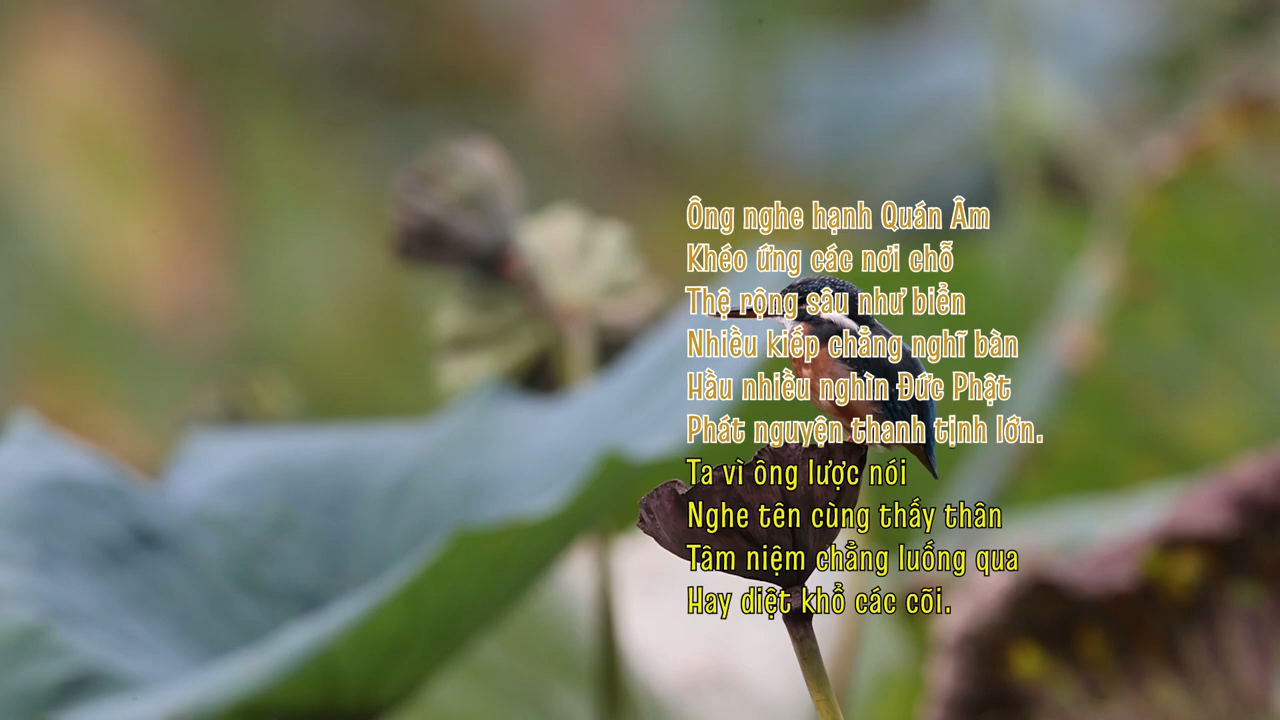 Ông nghe hạnh Quán Âm
Khéo ứng các nơi chỗ
Thệ rộng sâu như biển
Nhiều kiếp chẳng nghĩ bàn
Hầu nhiều nghìn Đức Phật
Phát nguyện thanh tịnh lớn.
Ta vì ông lược nói
Nghe tên cùng thấy thân
Tâm niệm chẳng luống qua
Hay diệt khổ các cõi.